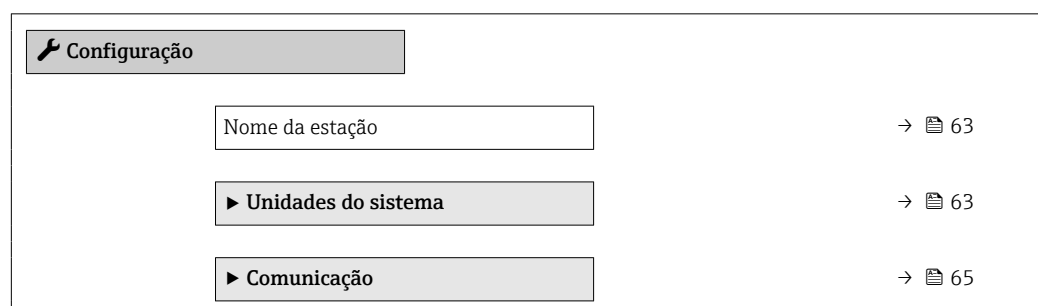 Configuração
Nome da estação → 63
▶ Unidades do sistema → 63
▶ Comunicação → 65